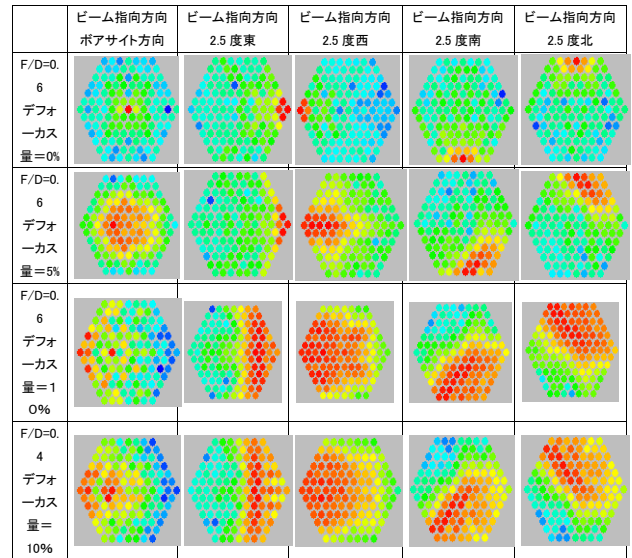 ビーム指向方向
ボアサイト方向
ビーム指向方向
2.5 度東
ビーム指向方向
2.5 度西
ビーム指向方向
2.5 度南
ビーム指向方向
2.5 度北
F/D=0.
6
デフォ
ーカス
量=0%
F/D=0.
6
デフォ
ーカス
量=5%
F/D=0.
6
デフォ
ーカス
量=1
0%
F/D=0.
4
デフォ
ーカス
量=
10%